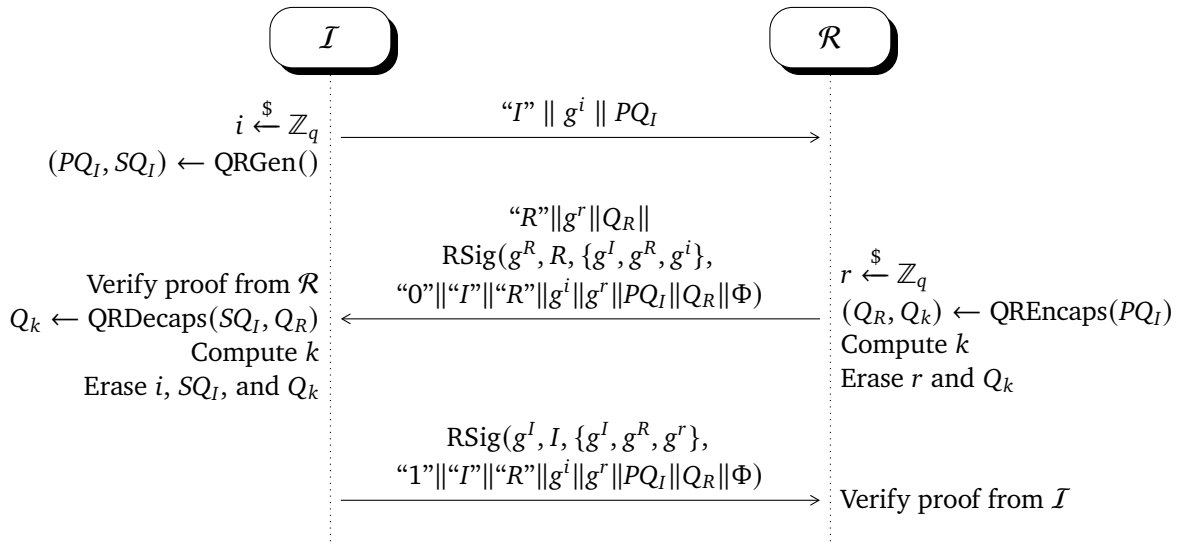 𝓘
𝓡
i ←$ ℤ_q
(PQ_I, SQ_I) ← QRGen()
“I” ‖ g^i ‖ PQ_I
“R”‖g^r‖Q_R‖
RSig(g^R, R, {g^I, g^R, g^i},
“0”‖“I”‖“R”‖g^i‖g^r‖PQ_I‖Q_R‖Φ)
r ←$ ℤ_q
(Q_R, Q_k) ← QREncaps(PQ_I)
Compute k
Erase r and Q_k
Verify proof from 𝓡
Q_k ← QRDecaps(SQ_I, Q_R)
Compute k
Erase i, SQ_I, and Q_k
RSig(g^I, I, {g^I, g^R, g^r},
“1”‖“I”‖“R”‖g^i‖g^r‖PQ_I‖Q_R‖Φ)
Verify proof from 𝓘